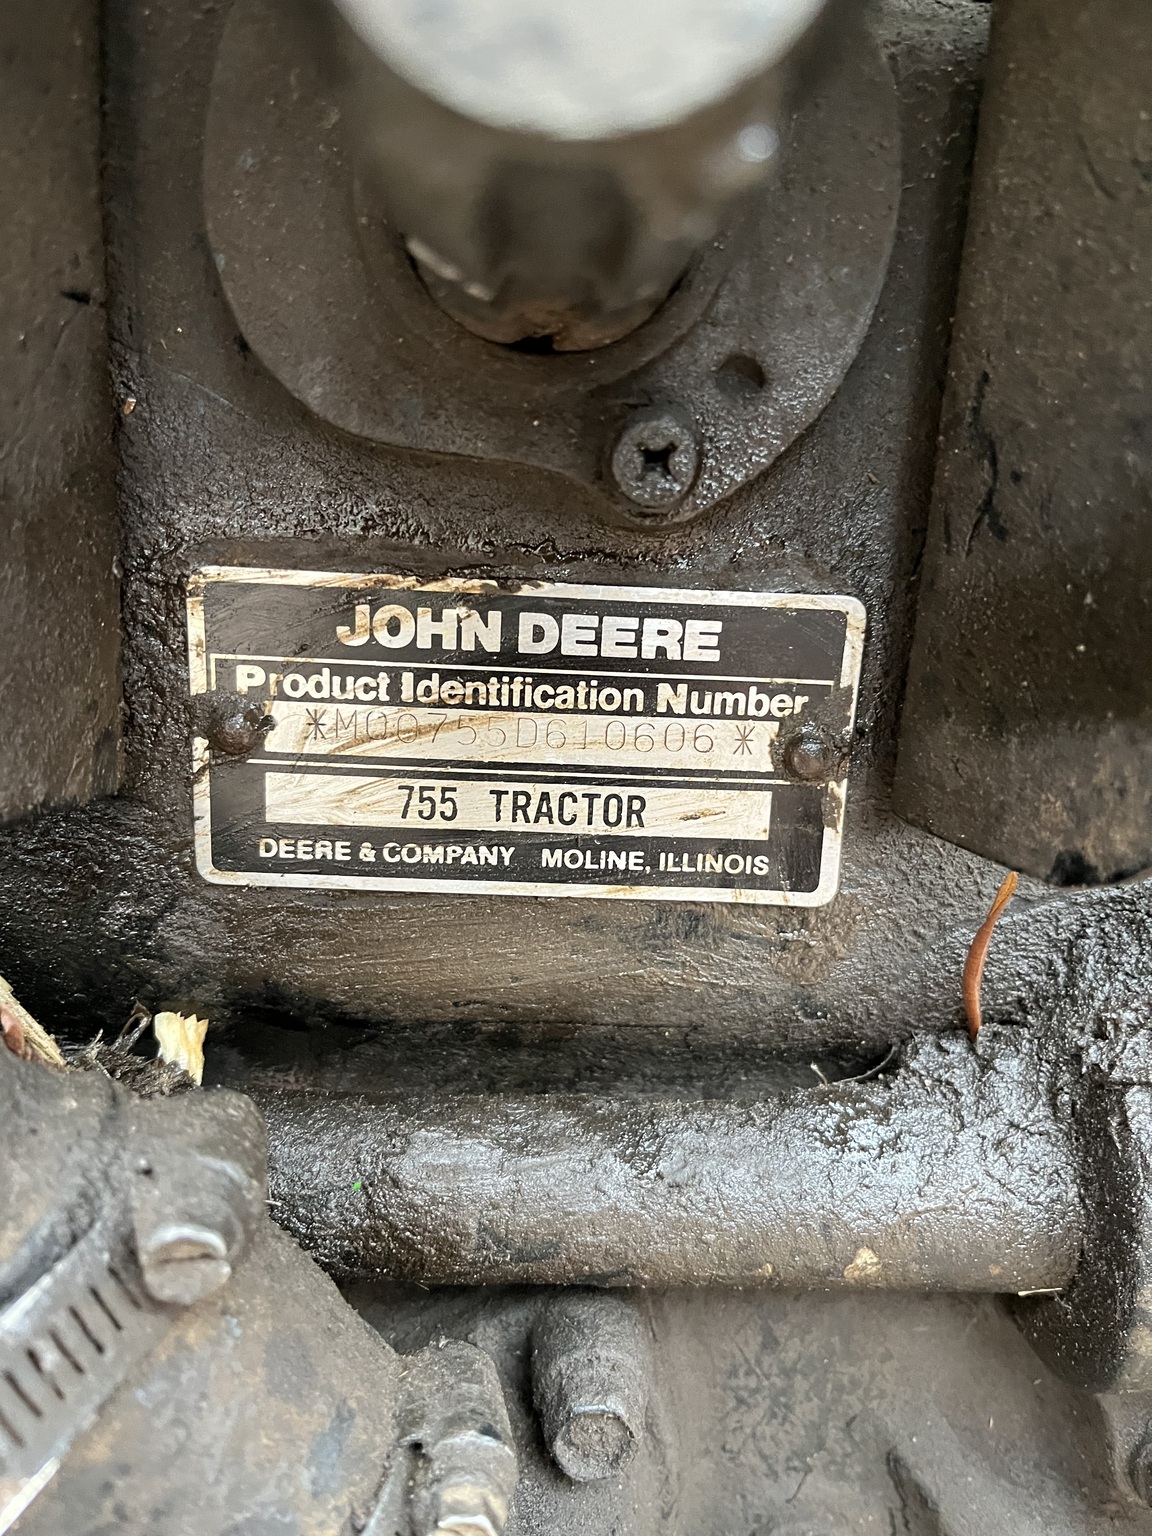 JOHN DEERE
Product Identification Number
*M00755D610606*
755 TRACTOR
DEERE & COMPANY MOLINE, ILLINOIS